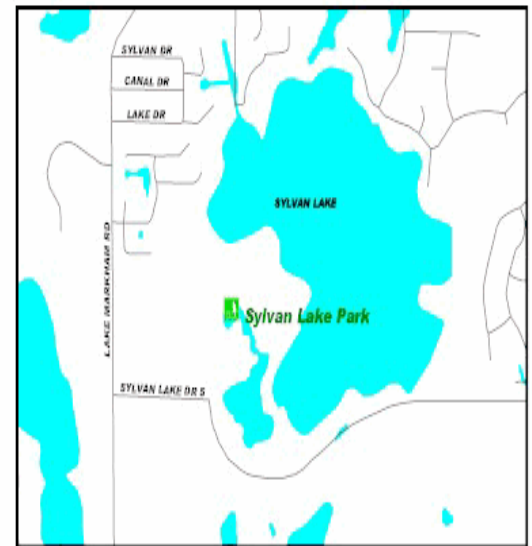 SYLVAN DR
CANAL DR
LAKE DR
SYLVAN LAKE
LAKE MARKHAM RD
Sylvan Lake Park
SYLVAN LAKE DR S